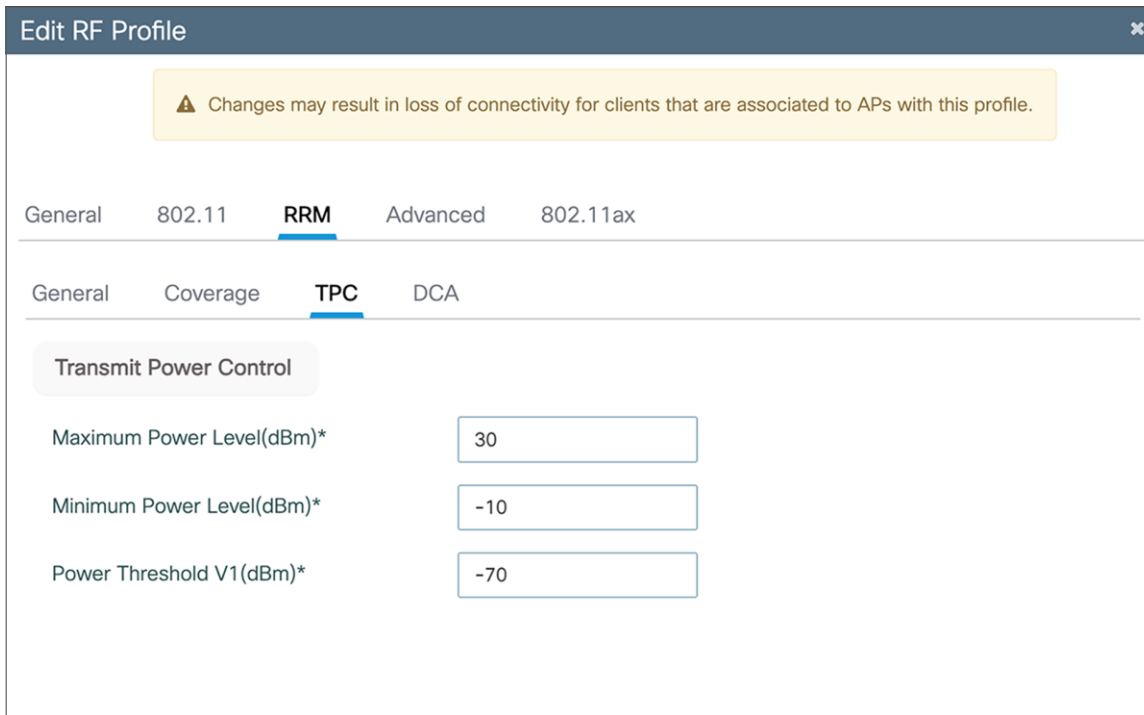 Edit RF Profile
Changes may result in loss of connectivity for clients that are associated to APs with this profile.
General 802.11 RRM Advanced 802.11ax
General Coverage TPC DCA
Transmit Power Control
Maximum Power Level(dBm)* 30
Minimum Power Level(dBm)* -10
Power Threshold V1(dBm)* -70